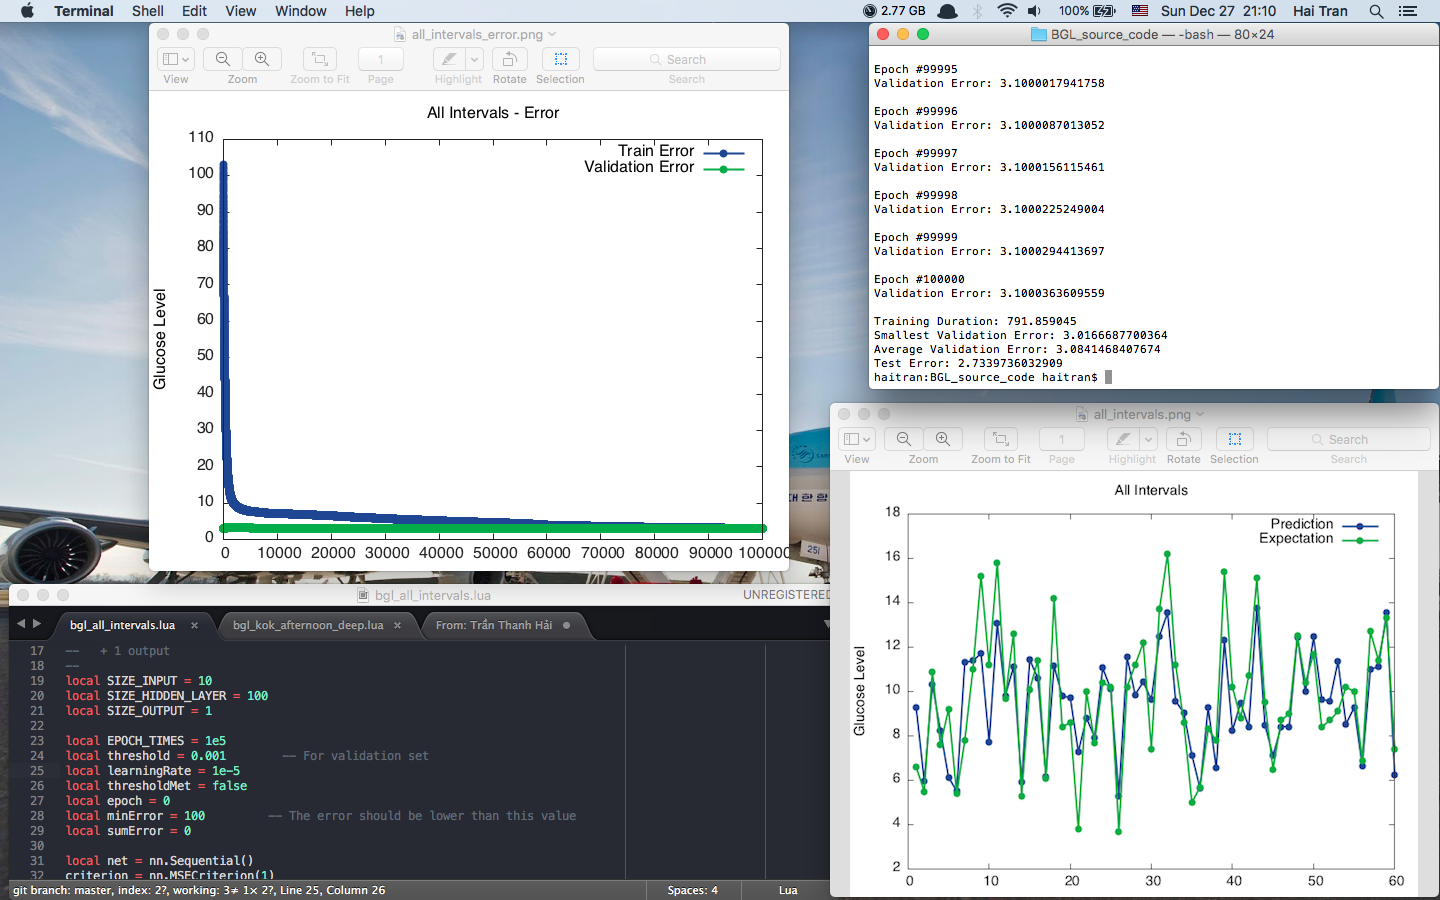 Terminal Shell Edit View Window Help 2.77 GB 100% Sun Dec 27 21:10 Hai Tran
all_intervals_error.png
1 Search
View Zoom Zoom to Fit Page Highlight Rotate Selection Search
All Intervals - Error
Glucose Level
Train Error
Validation Error
110
100
90
80
70
60
50
40
30
20
10
0
0 10000 20000 30000 40000 50000 60000 70000 80000 90000 100000
BGL_source_code — -bash — 80×24
Epoch #99995
Validation Error: 3.1000017941758
Epoch #99996
Validation Error: 3.1000087013052
Epoch #99997
Validation Error: 3.1000156115461
Epoch #99998
Validation Error: 3.1000225249004
Epoch #99999
Validation Error: 3.1000294413697
Epoch #100000
Validation Error: 3.1000363609559
Training Duration: 791.859045
Smallest Validation Error: 3.0166687700364
Average Validation Error: 3.0841468407674
Test Error: 2.7339736032909
haitran:BGL_source_code haitran$
bgl_all_intervals.lua UNREGISTERED
bgl_all_intervals.lua × bgl_kok_afternoon_deep.lua × From: Trần Thanh Hải
17 -- + 1 output
18 --
19 local SIZE_INPUT = 10
20 local SIZE_HIDDEN_LAYER = 100
21 local SIZE_OUTPUT = 1
22
23 local EPOCH_TIMES = 1e5
24 local threshold = 0.001 -- For validation set
25 local learningRate = 1e-5
26 local thresholdMet = false
27 local epoch = 0
28 local minError = 100 -- The error should be lower than this value
29 local sumError = 0
30
31 local net = nn.Sequential()
32 criterion = nn.MSECriterion(1)
git branch: master, index: 2?, working: 3≠ 1× 2?, Line 25, Column 26 Spaces: 4 Lua
all_intervals.png
1 Search
View Zoom Zoom to Fit Page Highlight Rotate Selection Search
All Intervals
Glucose Level
Prediction
Expectation
18
16
14
12
10
8
6
4
2
0 10 20 30 40 50 60
대한항
251